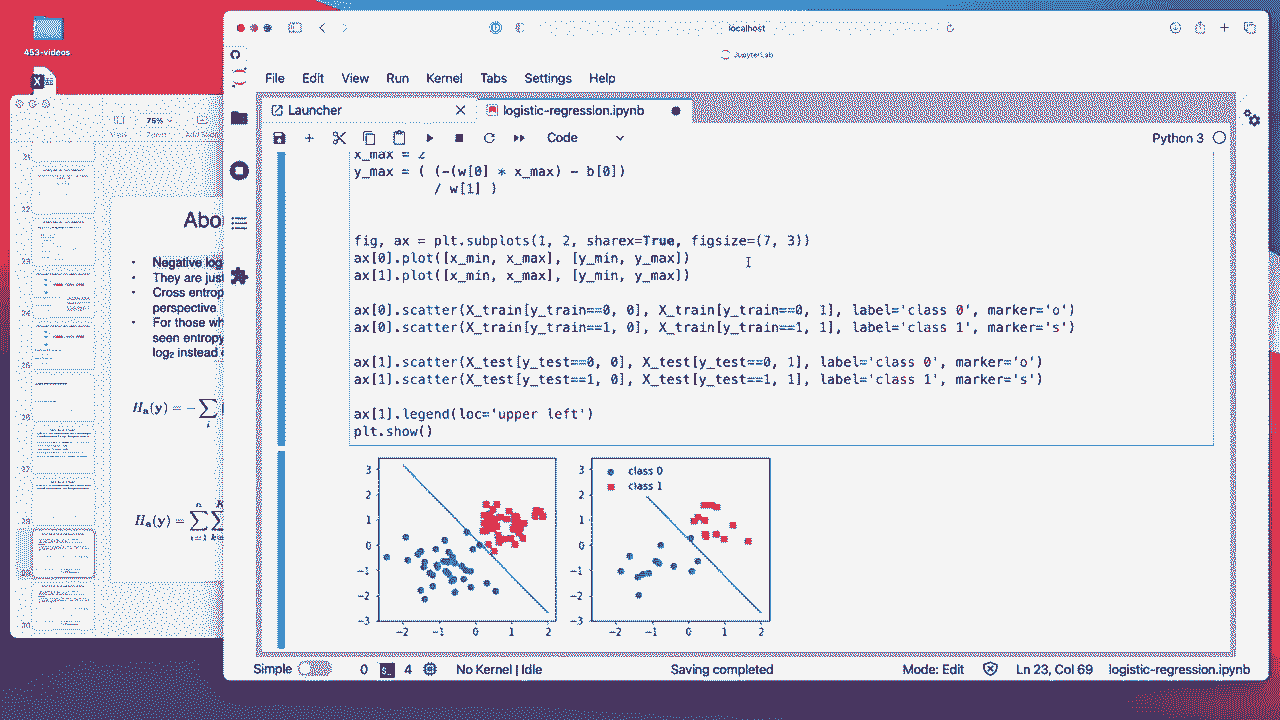 453-videos
localhost
JupyterLab
File Edit View Run Kernel Tabs Settings Help
Launcher
logistic-regression.ipynb
Code
Python 3
75%
x_max = 2
y_max = ( (-(w[0] * x_max) - b[0])
/ w[1] )
fig, ax = plt.subplots(1, 2, sharex=True, figsize=(7, 3))
ax[0].plot([x_min, x_max], [y_min, y_max])
ax[1].plot([x_min, x_max], [y_min, y_max])
ax[0].scatter(X_train[y_train==0, 0], X_train[y_train==0, 1], label='class 0', marker='o')
ax[0].scatter(X_train[y_train==1, 0], X_train[y_train==1, 1], label='class 1', marker='s')
ax[1].scatter(X_test[y_test==0, 0], X_test[y_test==0, 1], label='class 0', marker='o')
ax[1].scatter(X_test[y_test==1, 0], X_test[y_test==1, 1], label='class 1', marker='s')
ax[1].legend(loc='upper left')
plt.show()
3
2
1
0
−1
−2
−3
−2 −1 0 1 2
3
2
1
0
−1
−2
−3
−2 −1 0 1 2
class 0
class 1
Abo
• Negative log
• They are jus
• Cross entrop
perspective
• For those wh
seen entropy
log₂ instead
Simple 0 4 No Kernel | Idle Saving completed Mode: Edit Ln 23, Col 69 logistic-regression.ipynb